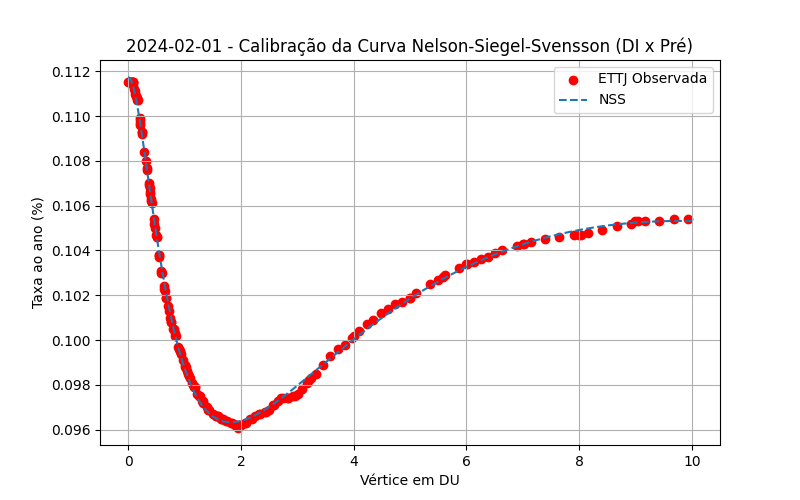 2024-02-01 - Calibração da Curva Nelson-Siegel-Svensson (DI x Pré)
ETTJ Observada
NSS
Taxa ao ano (%)
0.112
0.110
0.108
0.106
0.104
0.102
0.100
0.098
0.096
0 2 4 6 8 10
Vértice em DU